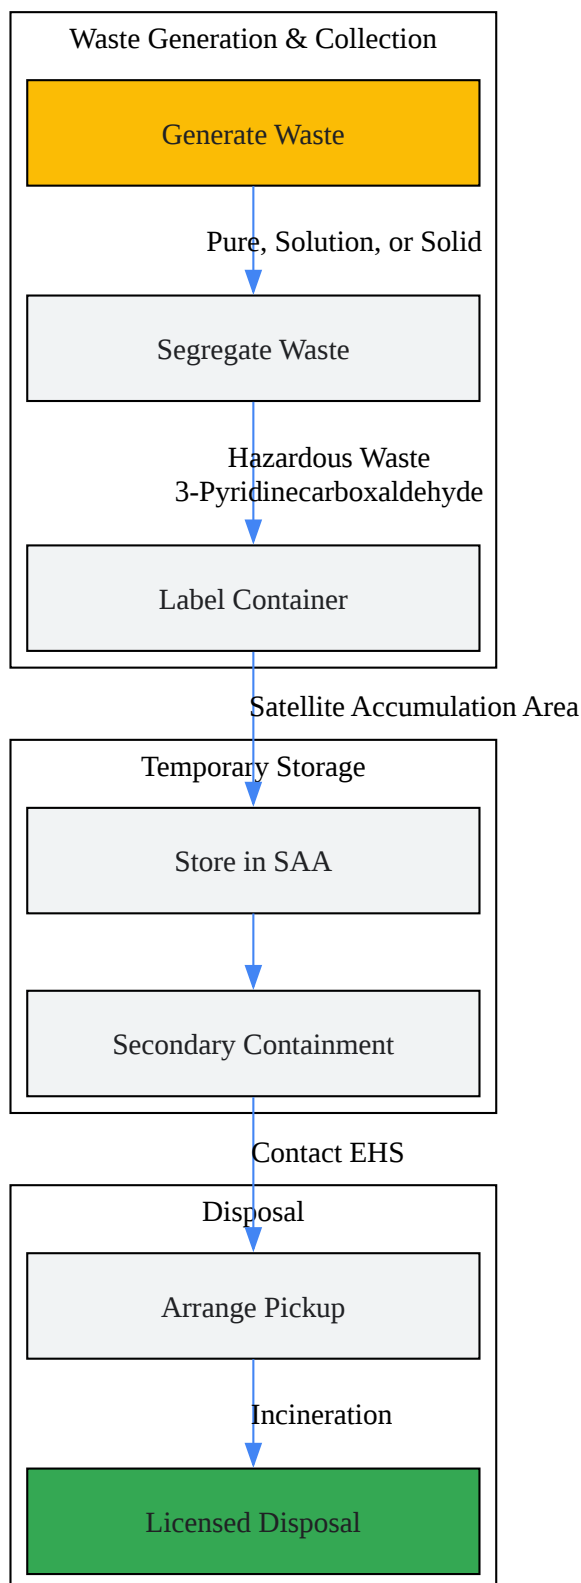 Waste Generation & Collection
Generate Waste
Pure, Solution, or Solid
Segregate Waste
Hazardous Waste
3-Pyridinecarboxaldehyde
Label Container
Satellite Accumulation Area
Temporary Storage
Store in SAA
Secondary Containment
Contact EHS
Disposal
Arrange Pickup
Incineration
Licensed Disposal